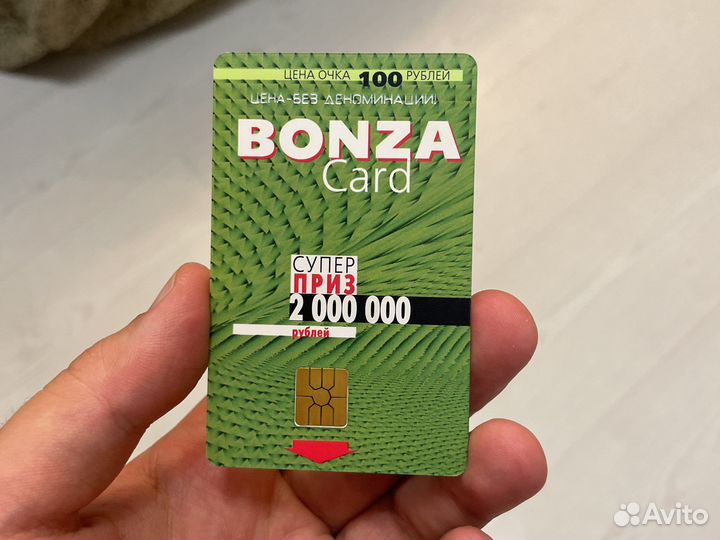 ЦЕНА ОЧКА 100 РУБЛЕЙ
ЦЕНА-БЕЗ ДЕНОМИНАЦИИ!
BONZA
Card
СУПЕР
ПРИЗ
2 000 000
рублей
Avito